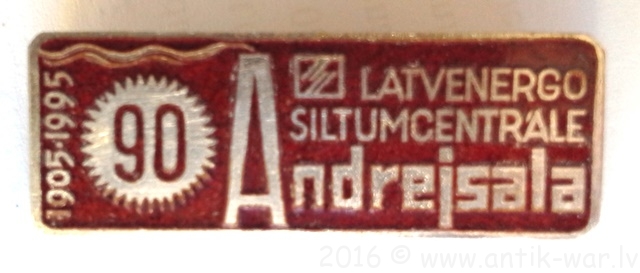 1905·1995
90
LATVENERGO
SILTUMCENTRĀLE
Andrejsala
2016 © www.antik-war.lv